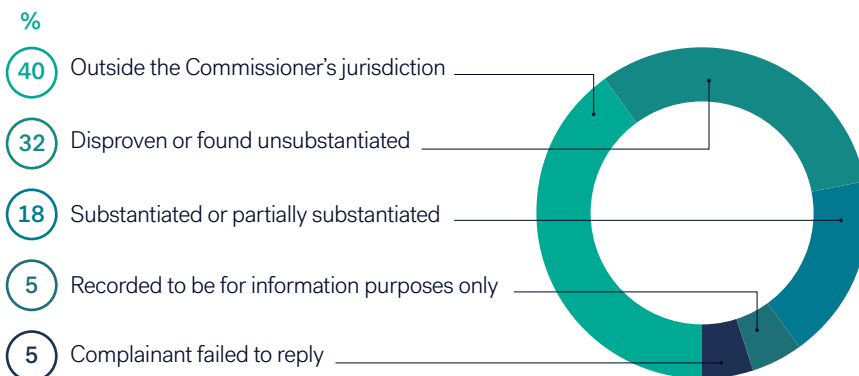 %
40 Outside the Commissioner's jurisdiction
32 Disproven or found unsubstantiated
18 Substantiated or partially substantiated
5 Recorded to be for information purposes only
5 Complainant failed to reply